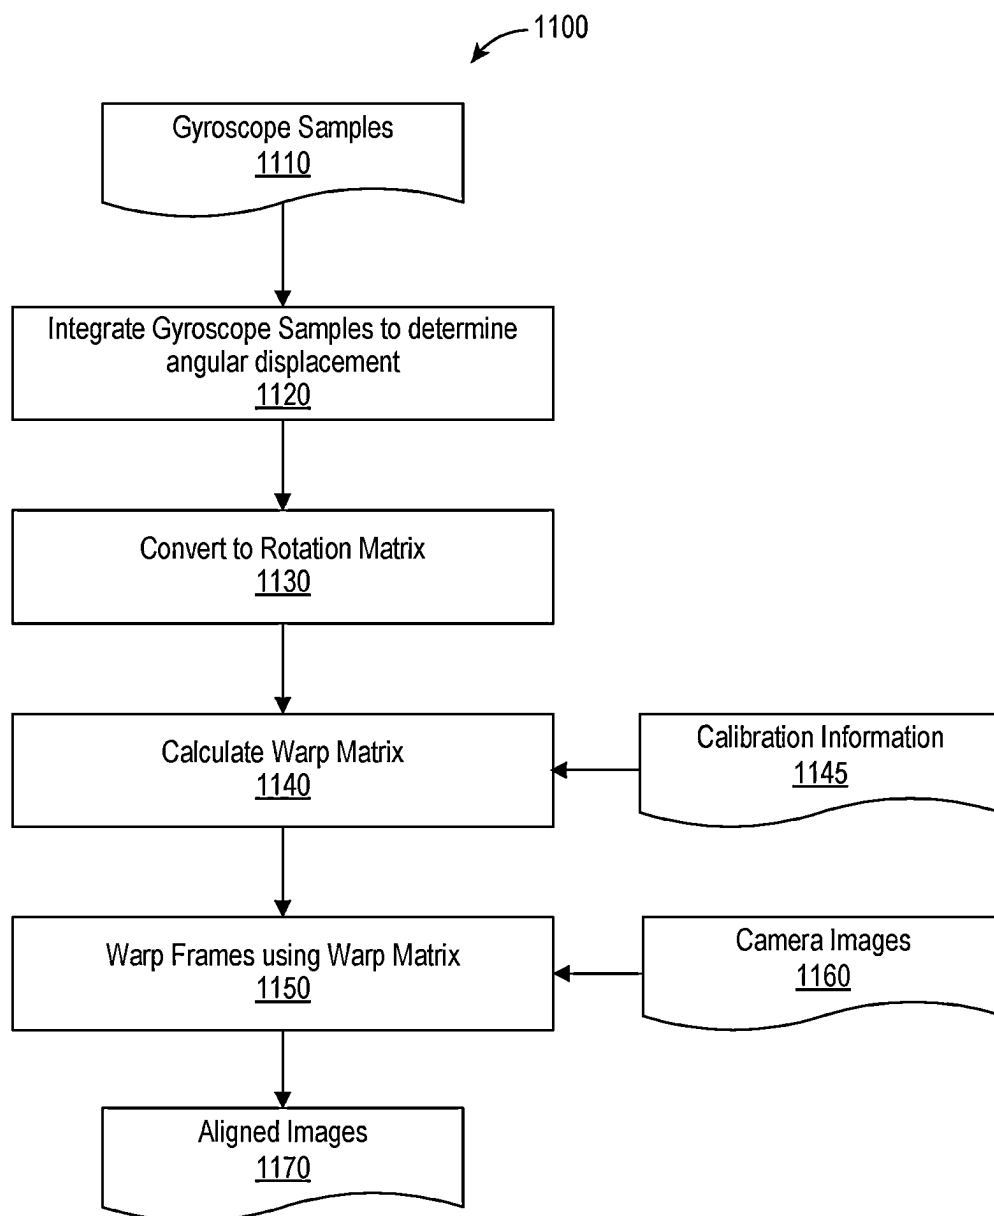 1100
Gyroscope Samples
1110
Integrate Gyroscope Samples to determine
angular displacement
1120
Convert to Rotation Matrix
1130
Calculate Warp Matrix
1140
Calibration Information
1145
Warp Frames using Warp Matrix
1150
Camera Images
1160
Aligned Images
1170